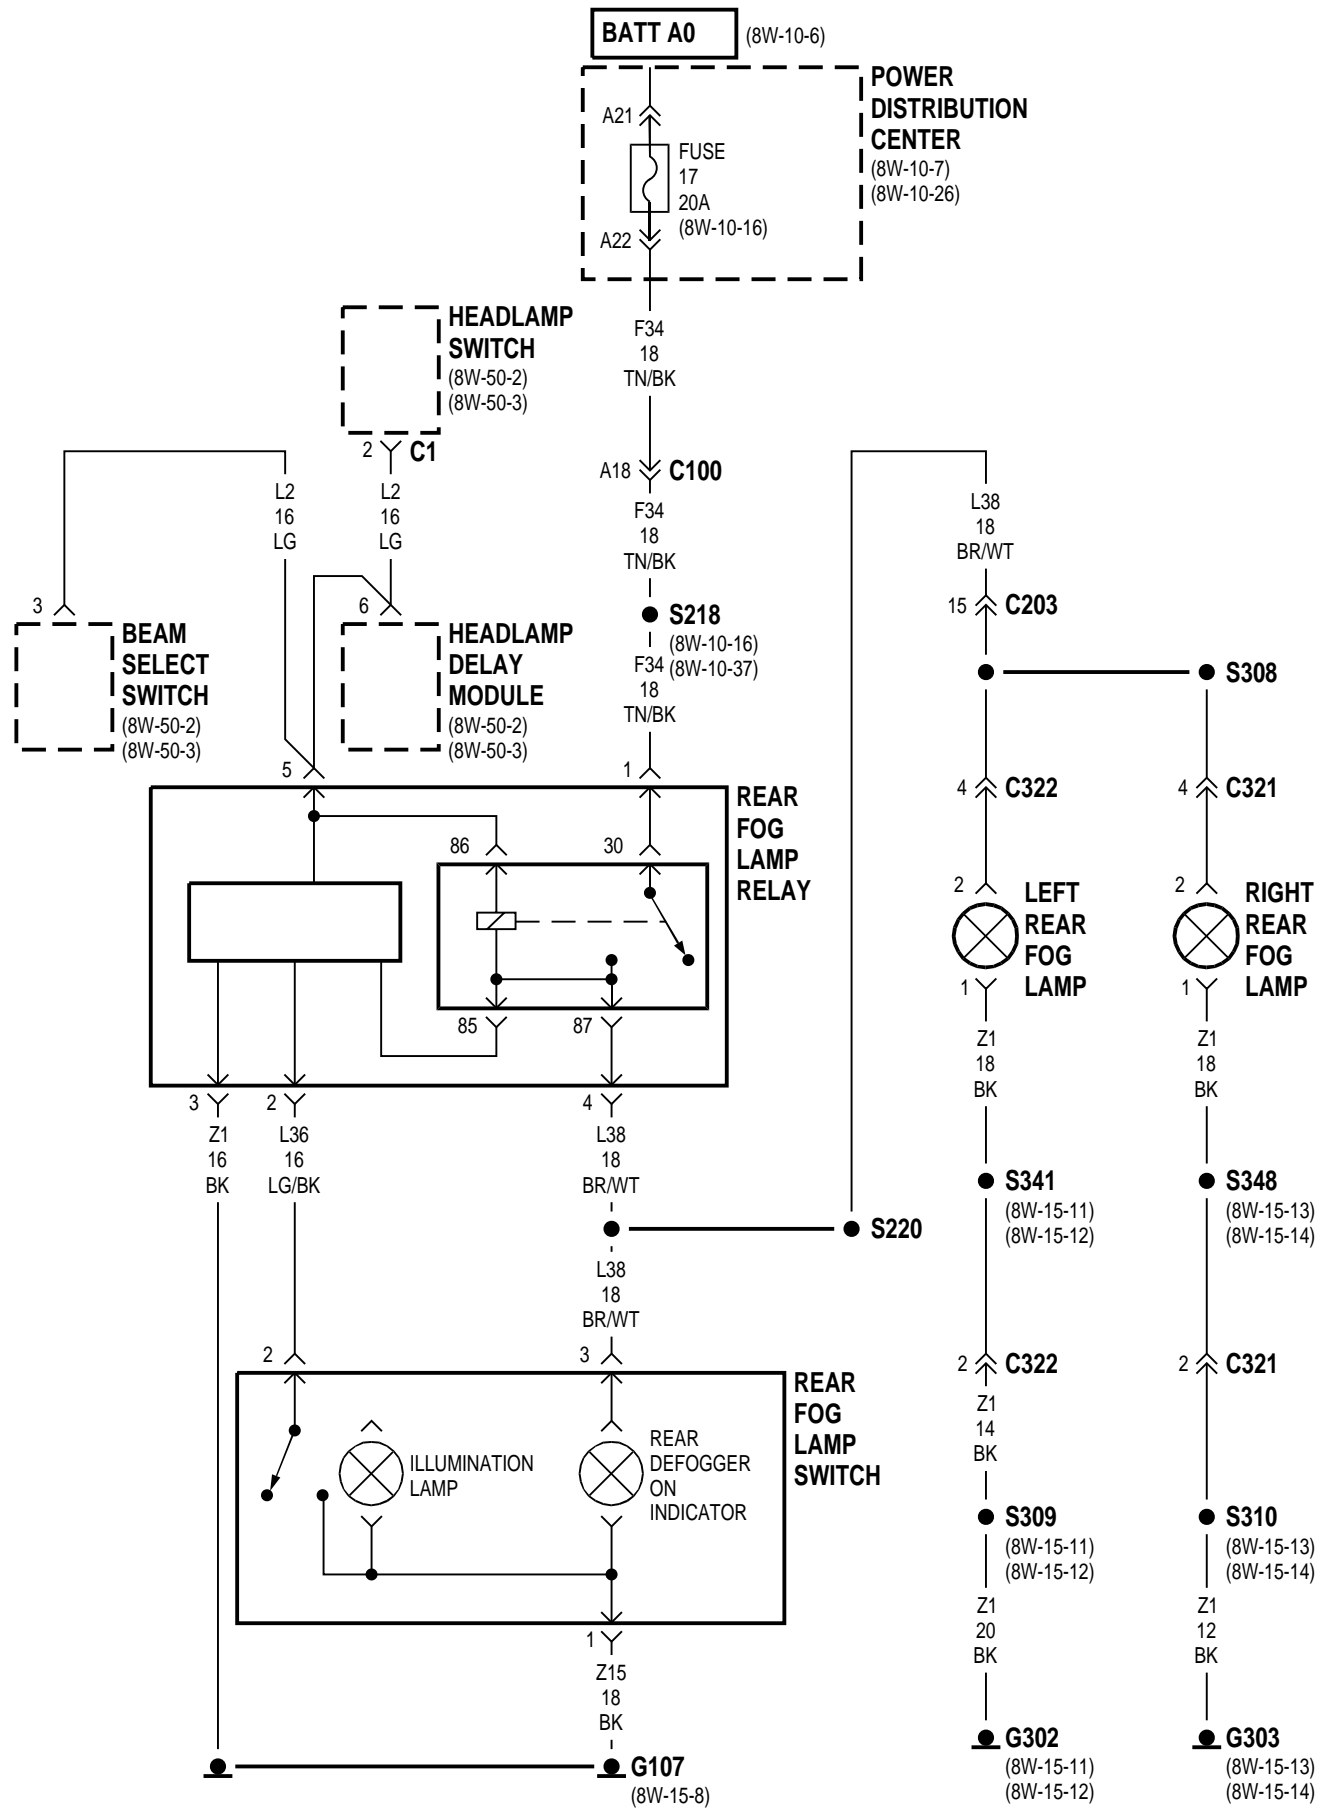 BATT A0
(8W-10-6)
POWER
DISTRIBUTION
CENTER
(8W-10-7)
(8W-10-26)
A21
FUSE
17
20A
(8W-10-16)
A22
HEADLAMP
SWITCH
(8W-50-2)
(8W-50-3)
2
C1
F34
18
TN/BK
A18
C100
L2
16
LG
L2
16
LG
F34
18
TN/BK
L38
18
BR/WT
3
6
S218
(8W-10-16)
(8W-10-37)
15
C203
BEAM
SELECT
SWITCH
(8W-50-2)
(8W-50-3)
HEADLAMP
DELAY
MODULE
(8W-50-2)
(8W-50-3)
F34
18
TN/BK
S308
5
1
REAR
FOG
LAMP
RELAY
4
C322
4
C321
86
30
2
LEFT
REAR
FOG
LAMP
1
2
RIGHT
REAR
FOG
LAMP
1
85
87
Z1
18
BK
Z1
18
BK
3
2
4
Z1
16
BK
L36
16
LG/BK
L38
18
BR/WT
S341
(8W-15-11)
(8W-15-12)
S348
(8W-15-13)
(8W-15-14)
S220
L38
18
BR/WT
2
3
2
C322
2
C321
REAR
FOG
LAMP
SWITCH
Z1
14
BK
ILLUMINATION
LAMP
REAR
DEFOGGER
ON
INDICATOR
S309
(8W-15-11)
(8W-15-12)
S310
(8W-15-13)
(8W-15-14)
Z1
20
BK
Z1
12
BK
1
Z15
18
BK
G107
(8W-15-8)
G302
(8W-15-11)
(8W-15-12)
G303
(8W-15-13)
(8W-15-14)